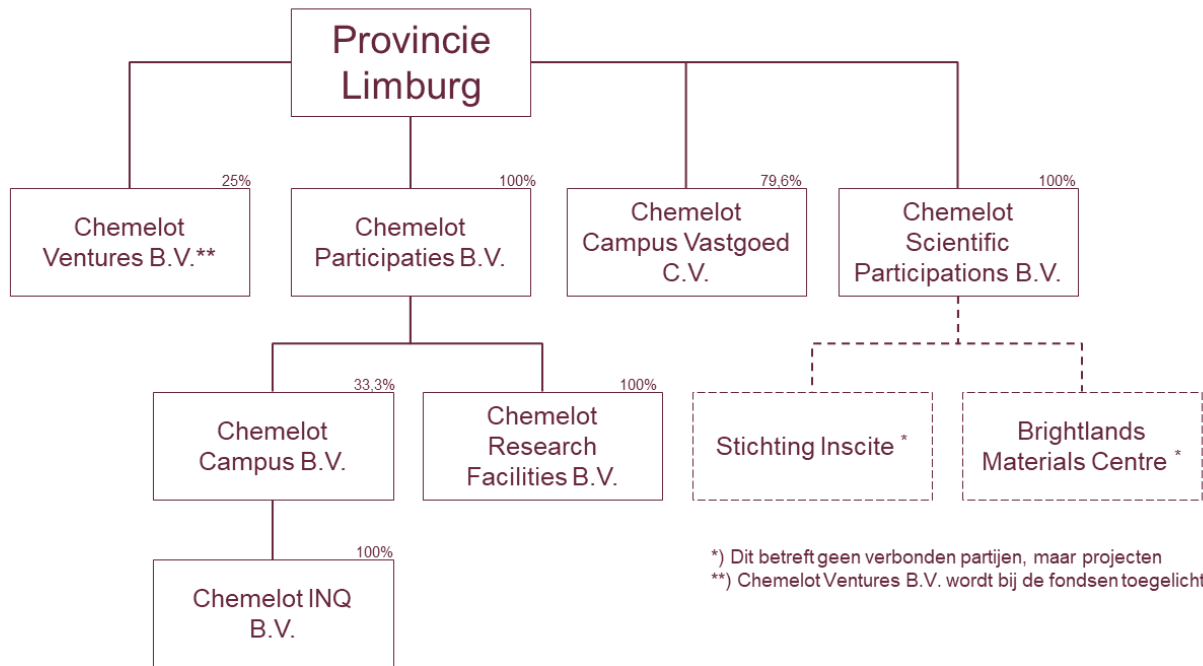 Provincie
Limburg
25%
Chemelot
Ventures B.V.**
100%
Chemelot
Participaties B.V.
79,6%
Chemelot
Campus Vastgoed
C.V.
100%
Chemelot
Scientific
Participations B.V.
33,3%
Chemelot
Campus B.V.
100%
Chemelot
Research
Facilities B.V.
Stichting Inscite *
Brightlands
Materials Centre *
100%
Chemelot INQ
B.V.
*) Dit betreft geen verbonden partijen, maar projecten
**) Chemelot Ventures B.V. wordt bij de fondsen toegelicht